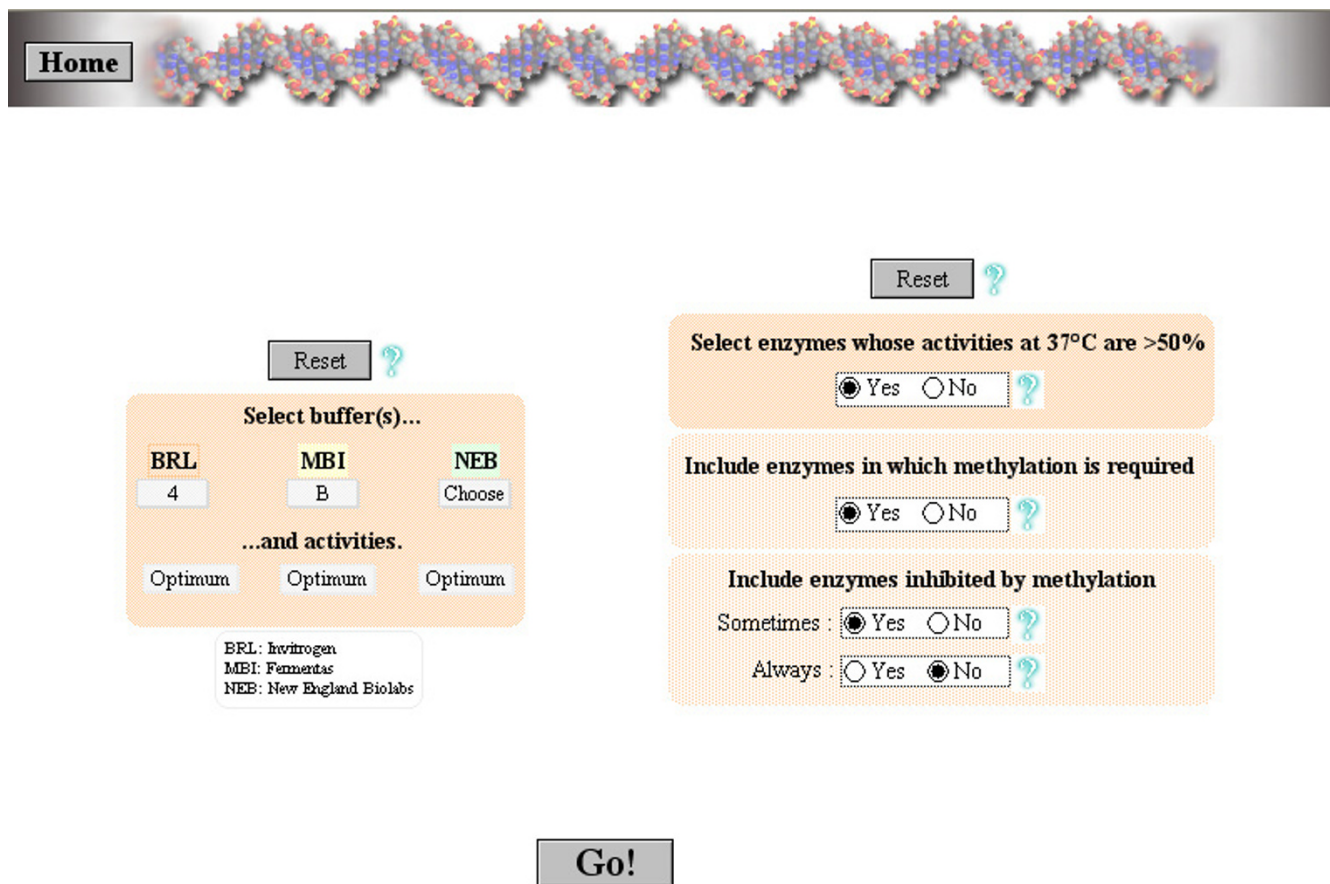 Home
Reset ?
Select buffer(s)...
BRL MBI NEB
4 B Choose
...and activities.
Optimum Optimum Optimum
BRL: Invitrogen
MBI: Fermentas
NEB: New England Biolabs
Reset ?
Select enzymes whose activities at 37°C are >50%
Yes No ?
Include enzymes in which methylation is required
Yes No ?
Include enzymes inhibited by methylation
Sometimes : Yes No ?
Always : Yes No ?
Go!